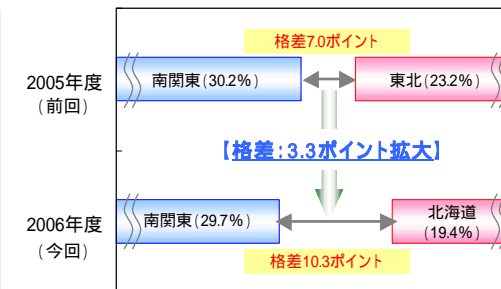 格差7.0ポイント
2005年度
(前回)
南関東(30.2%)
東北(23.2%)
【格差:3.3ポイント拡大】
2006年度
(今回)
南関東(29.7%)
北海道
(19.4%)
格差10.3ポイント